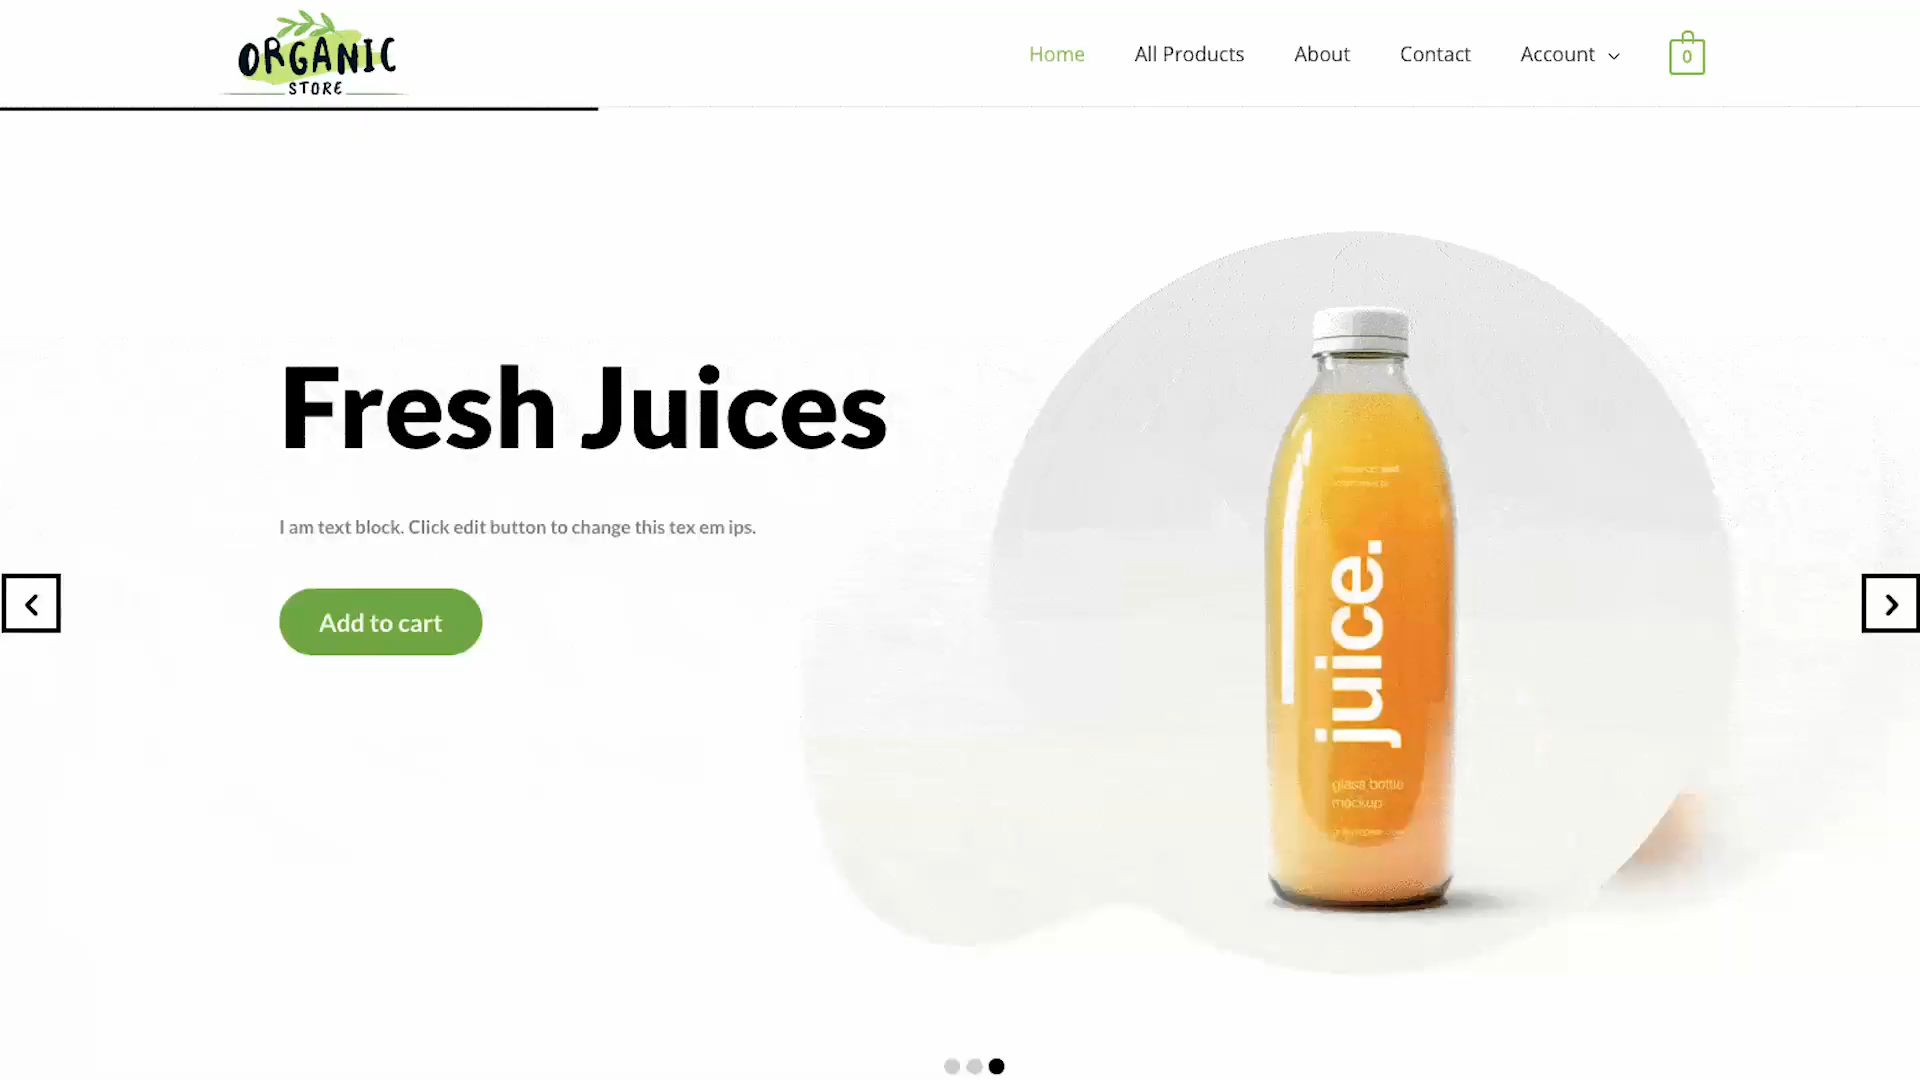 ORGANIC
STORE
Home
All Products
About
Contact
Account
0
Fresh Juices
I am text block. Click edit button to change this tex em ips.
Add to cart
juice.
glass bottle
mockup